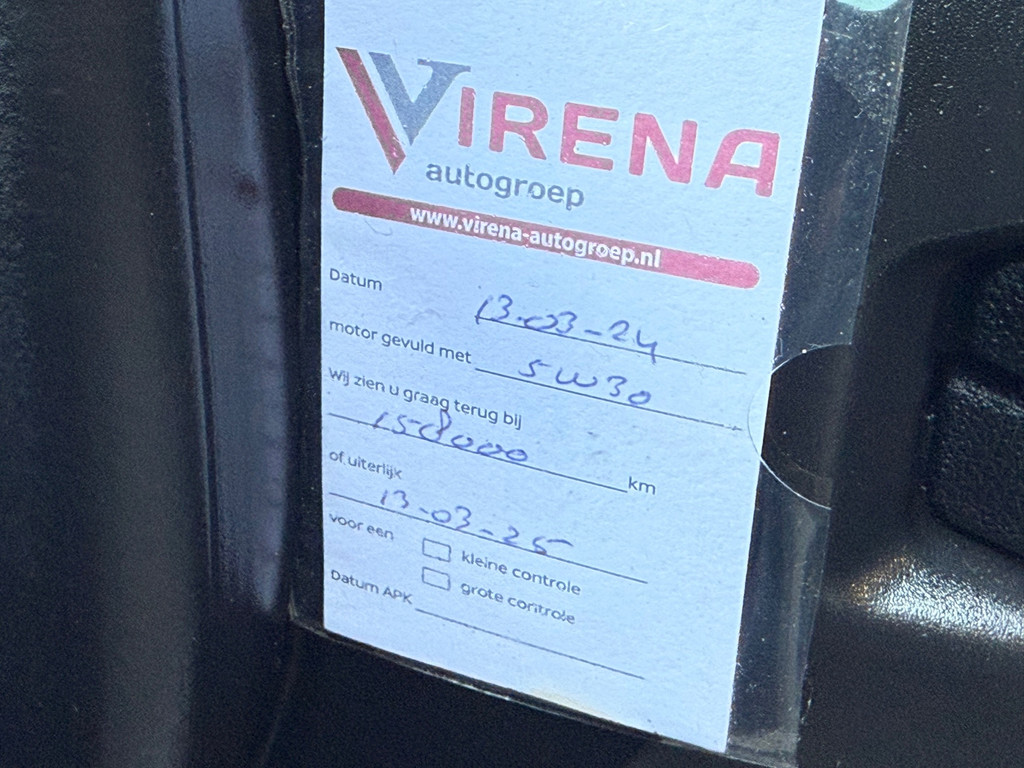 VIRENA
autogroep
www.virena-autogroep.nl
Datum 13-03-24
motor gevuld met 5W30
Wij zien u graag terug bij
158000 km
of uiterlijk
13-03-25
voor een
kleine controle
grote controle
Datum APK